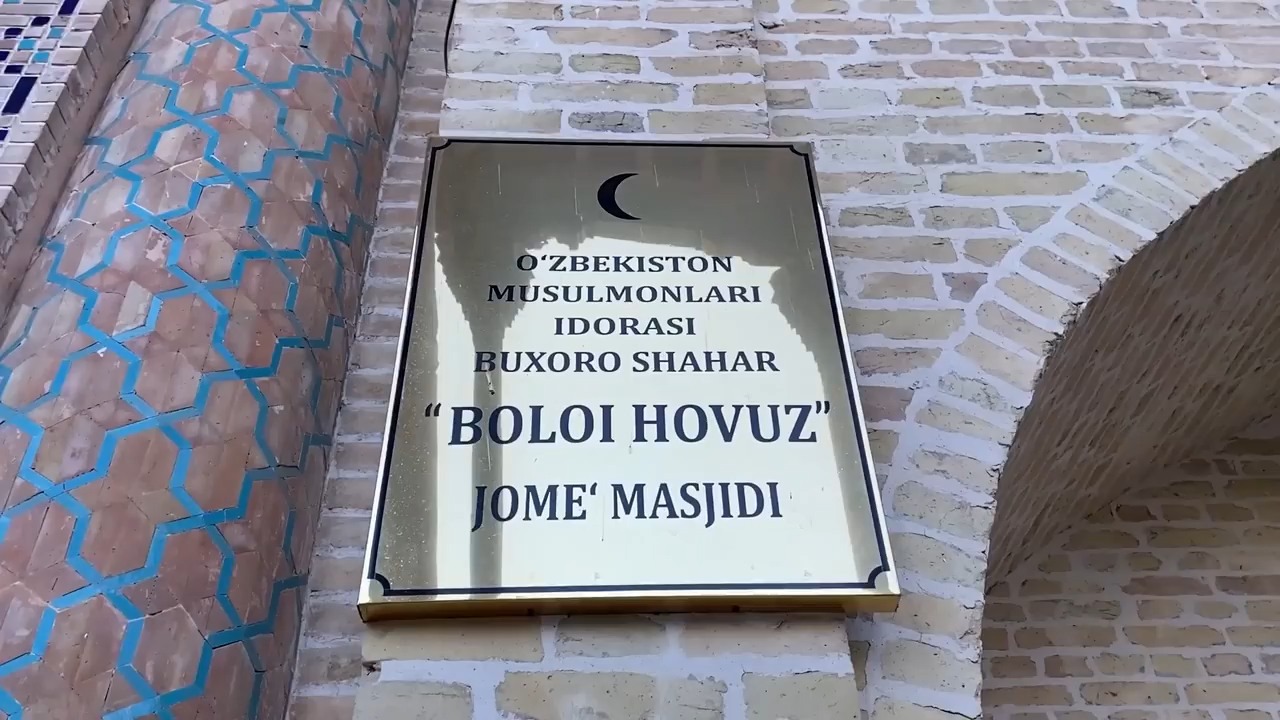 O‘ZBEKISTON
MUSULMONLARI
IDORASI
BUXORO SHAHAR
“BOLOI HOVUZ”
JOME‘ MASJIDI